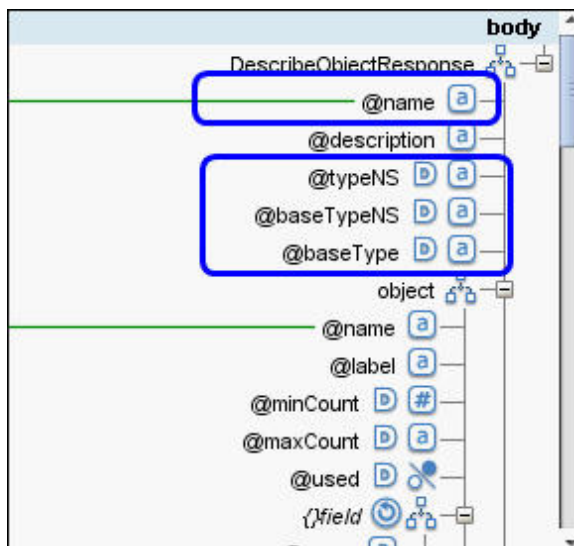 body
DescribeObjectResponse
@name a
@description a
@typeNS D a
@baseTypeNS D a
@baseType D a
object
@name a
@label a
@minCount D #
@maxCount D a
@used D
{}field